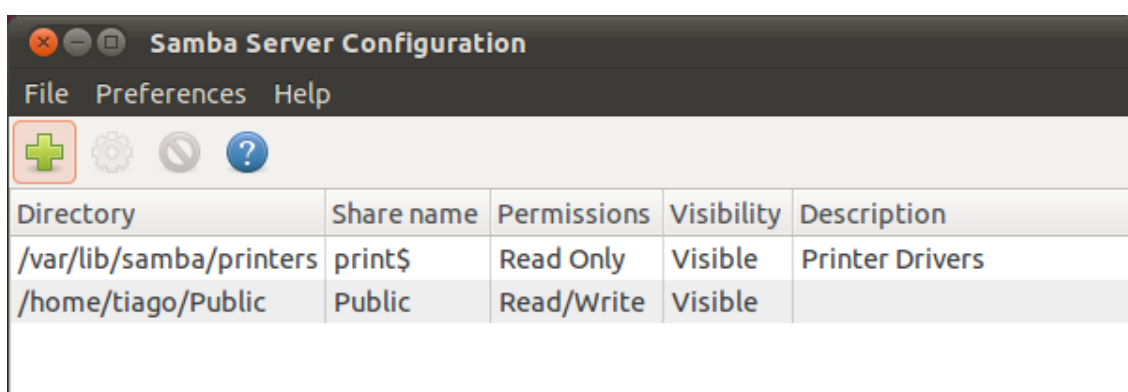 Samba Server Configuration
File Preferences Help
Directory Share name Permissions Visibility Description
/var/lib/samba/printers print$ Read Only Visible Printer Drivers
/home/tiago/Public Public Read/Write Visible